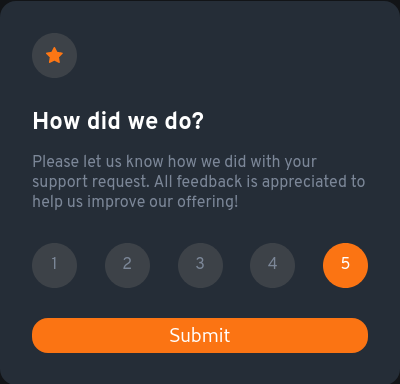 How did we do?
Please let us know how we did with your
support request. All feedback is appreciated to
help us improve our offering!
1 2 3 4 5
Submit